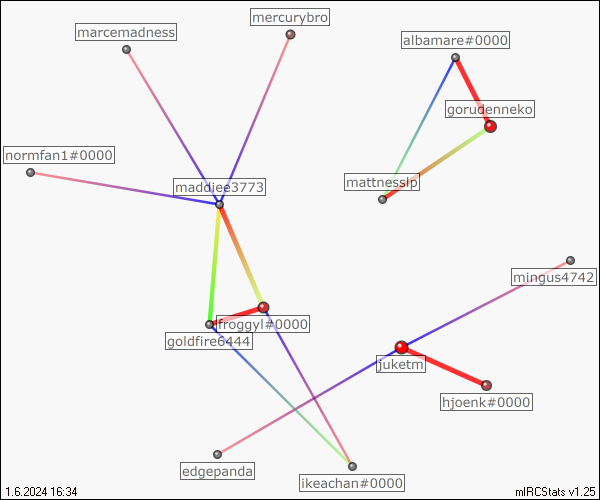 mercurybro
marcemadness
albamare#0000
gorudenneko
normfan1#0000
maddiee3773
mattnesslp
mingus4742
froggyl#0000
goldfire6444
juketm
hjoenk#0000
edgepanda
ikeachan#0000
1.6.2024 16:34
mIRCStats v1.25